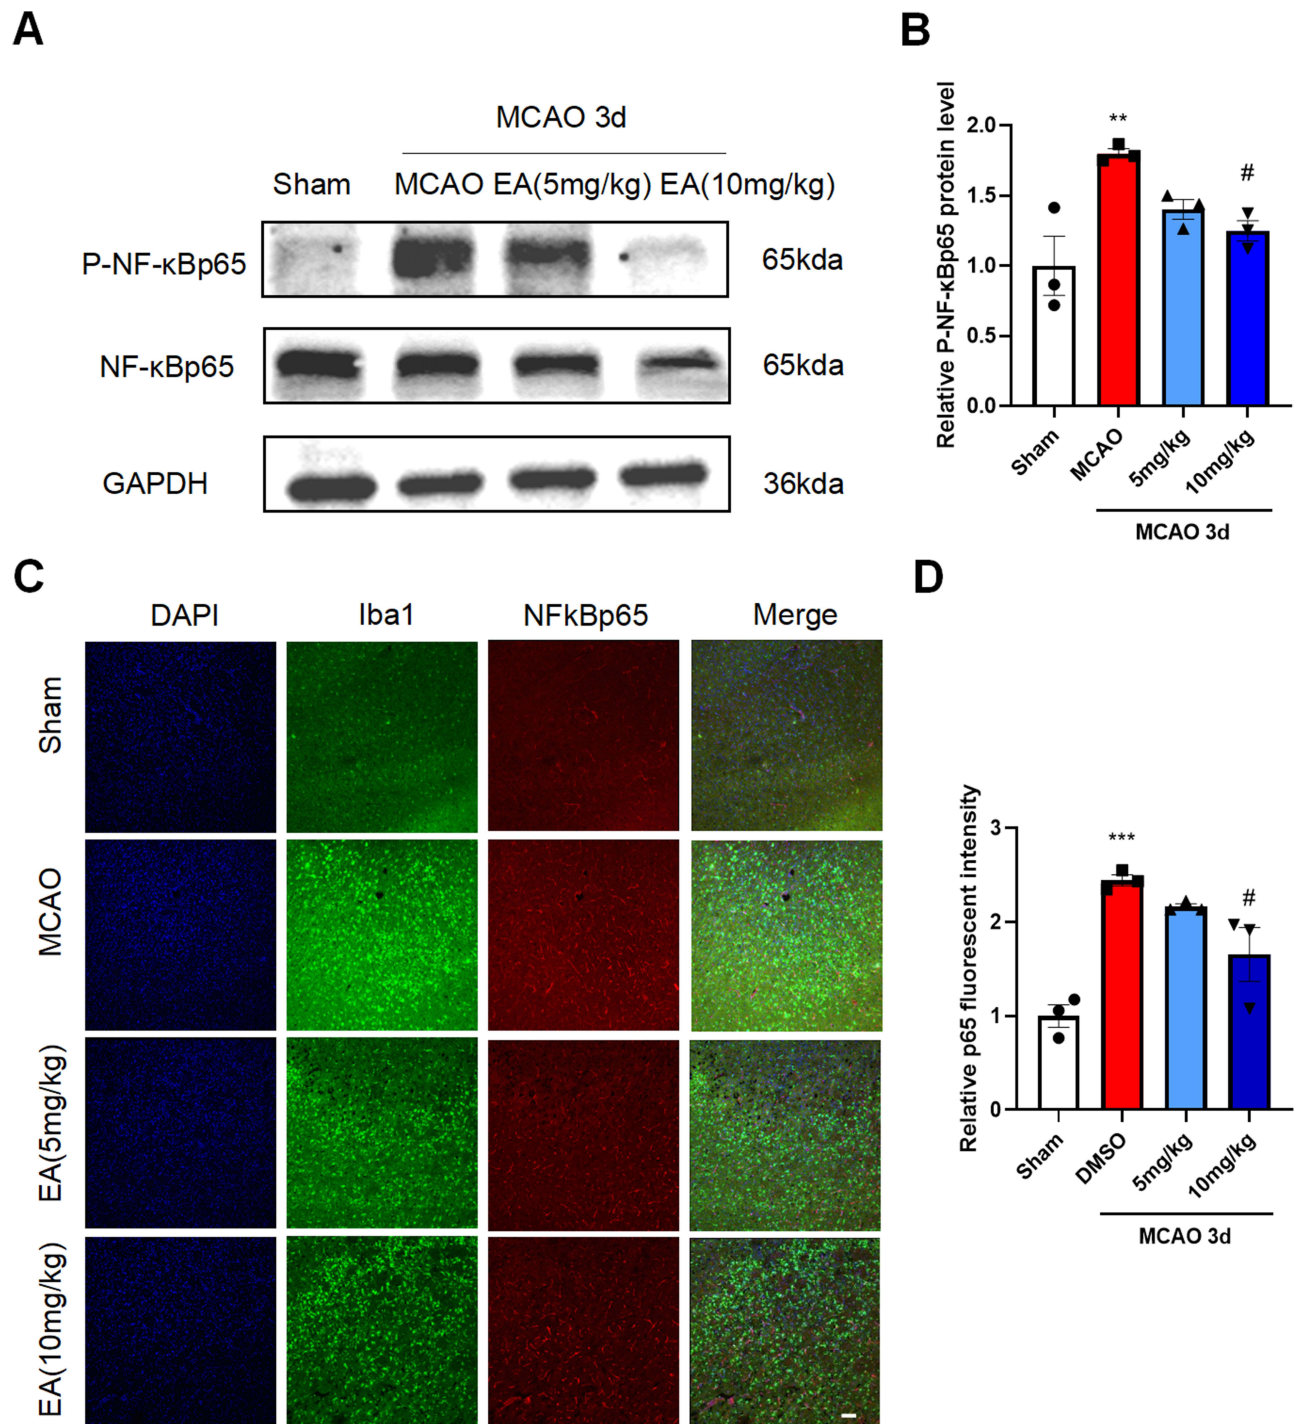 A
MCAO 3d
Sham MCAO EA(5mg/kg) EA(10mg/kg)
P-NF-κBp65 65kda
NF-κBp65 65kda
GAPDH 36kda
B
Relative P-NF-κBp65 protein level
2.0
1.5
1.0
0.5
0.0
**
#
Sham
MCAO
5mg/kg
10mg/kg
MCAO 3d
C
DAPI Iba1 NFkBp65 Merge
Sham
MCAO
EA(5mg/kg)
EA(10mg/kg)
D
Relative p65 fluorescent intensity
3
2
1
0
***
#
Sham
DMSO
5mg/kg
10mg/kg
MCAO 3d